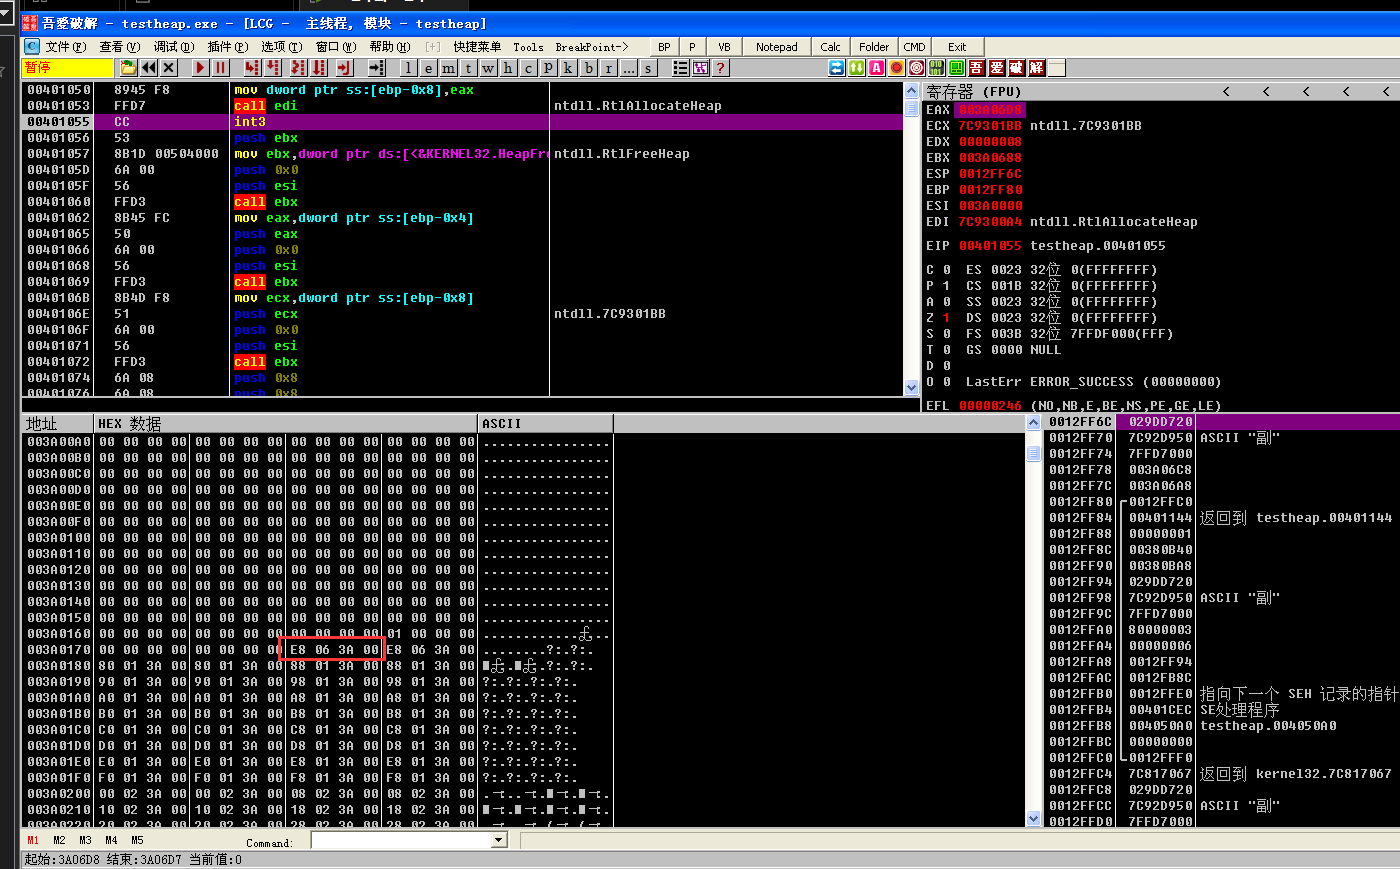 吾爱破解 - testheap.exe - [LCG -  主线程, 模块 - testheap]
文件(F) 查看(V) 调试(D) 插件(P) 选项(T) 窗口(W) 帮助(H) [+] 快捷菜单 Tools BreakPoint-> BP P VB Notepad Calc Folder CMD Exit
暂停 l e m t w h c p k b r ... s ? 吾 爱 破 解
00401050 8945 F8 mov dword ptr ss:[ebp-0x8],eax
00401053 FFD7 call edi ntdll.RtlAllocateHeap
00401055 CC int3
00401056 53 push ebx
00401057 8B1D 00504000 mov ebx,dword ptr ds:[<&KERNEL32.HeapFre ntdll.RtlFreeHeap
0040105D 6A 00 push 0x0
0040105F 56 push esi
00401060 FFD3 call ebx
00401062 8B45 FC mov eax,dword ptr ss:[ebp-0x4]
00401065 50 push eax
00401066 6A 00 push 0x0
00401068 56 push esi
00401069 FFD3 call ebx
0040106B 8B4D F8 mov ecx,dword ptr ss:[ebp-0x8]
0040106E 51 push ecx ntdll.7C9301BB
0040106F 6A 00 push 0x0
00401071 56 push esi
00401072 FFD3 call ebx
00401074 6A 08 push 0x8
00401076 6A 08 push 0x8
寄存器 (FPU) < < < < <
EAX 003A06D8
ECX 7C9301BB ntdll.7C9301BB
EDX 00000008
EBX 003A0688
ESP 0012FF6C
EBP 0012FF80
ESI 003A0000
EDI 7C9300A4 ntdll.RtlAllocateHeap
EIP 00401055 testheap.00401055
C 0 ES 0023 32位 0(FFFFFFFF)
P 1 CS 001B 32位 0(FFFFFFFF)
A 0 SS 0023 32位 0(FFFFFFFF)
Z 1 DS 0023 32位 0(FFFFFFFF)
S 0 FS 003B 32位 7FFDF000(FFF)
T 0 GS 0000 NULL
D 0
O 0 LastErr ERROR_SUCCESS (00000000)
EFL 00000246 (NO,NB,E,BE,NS,PE,GE,LE)
地址 HEX 数据 ASCII
003A00A0 00 00 00 00 00 00 00 00 00 00 00 00 00 00 00 00 ................
003A00B0 00 00 00 00 00 00 00 00 00 00 00 00 00 00 00 00 ................
003A00C0 00 00 00 00 00 00 00 00 00 00 00 00 00 00 00 00 ................
003A00D0 00 00 00 00 00 00 00 00 00 00 00 00 00 00 00 00 ................
003A00E0 00 00 00 00 00 00 00 00 00 00 00 00 00 00 00 00 ................
003A00F0 00 00 00 00 00 00 00 00 00 00 00 00 00 00 00 00 ................
003A0100 00 00 00 00 00 00 00 00 00 00 00 00 00 00 00 00 ................
003A0110 00 00 00 00 00 00 00 00 00 00 00 00 00 00 00 00 ................
003A0120 00 00 00 00 00 00 00 00 00 00 00 00 00 00 00 00 ................
003A0130 00 00 00 00 00 00 00 00 00 00 00 00 00 00 00 00 ................
003A0140 00 00 00 00 00 00 00 00 00 00 00 00 00 00 00 00 ................
003A0150 00 00 00 00 00 00 00 00 00 00 00 00 00 00 00 00 ................
003A0160 00 00 00 00 00 00 00 00 00 00 00 00 01 00 00 00
003A0170 00 00 00 00 00 00 00 00 E8 06 3A 00 E8 06 3A 00 ........?:.?:.
003A0180 80 01 3A 00 80 01 3A 00 88 01 3A 00 88 01 3A 00
003A0190 90 01 3A 00 90 01 3A 00 98 01 3A 00 98 01 3A 00 ?:.?:.?:.?:.
003A01A0 A0 01 3A 00 A0 01 3A 00 A8 01 3A 00 A8 01 3A 00 ?:.?:.?:.?:.
003A01B0 B0 01 3A 00 B0 01 3A 00 B8 01 3A 00 B8 01 3A 00 ?:.?:.?:.?:.
003A01C0 C0 01 3A 00 C0 01 3A 00 C8 01 3A 00 C8 01 3A 00 ?:.?:.?:.?:.
003A01D0 D0 01 3A 00 D0 01 3A 00 D8 01 3A 00 D8 01 3A 00 ?:.?:.?:.?:.
003A01E0 E0 01 3A 00 E0 01 3A 00 E8 01 3A 00 E8 01 3A 00 ?:.?:.?:.?:.
003A01F0 F0 01 3A 00 F0 01 3A 00 F8 01 3A 00 F8 01 3A 00 ?:.?:.?:.?:.
003A0200 00 02 3A 00 00 02 3A 00 08 02 3A 00 08 02 3A 00
003A0210 10 02 3A 00 10 02 3A 00 18 02 3A 00 18 02 3A 00
003A0220 20 02 3A 00 20 02 3A 00 28 02 3A 00 28 02 3A 00
0012FF6C 029DD720
0012FF70 7C92D950 ASCII "副"
0012FF74 7FFD7000
0012FF78 003A06C8
0012FF7C 003A06A8
0012FF80 0012FFC0
0012FF84 00401144 返回到 testheap.00401144
0012FF88 00000001
0012FF8C 00380B40
0012FF90 00380BA8
0012FF94 029DD720
0012FF98 7C92D950 ASCII "副"
0012FF9C 7FFD7000
0012FFA0 80000003
0012FFA4 00000006
0012FFA8 0012FF94
0012FFAC 0012FB8C
0012FFB0 0012FFE0 指向下一个 SEH 记录的指针
0012FFB4 00401CEC SE处理程序
0012FFB8 004050A0 testheap.004050A0
0012FFBC 00000000
0012FFC0 0012FFF0
0012FFC4 7C817067 返回到 kernel32.7C817067
0012FFC8 029DD720
0012FFCC 7C92D950 ASCII "副"
0012FFD0 7FFD7000
M1 M2 M3 M4 M5 Command:
起始:3A06D8 结束:3A06D7 当前值:0